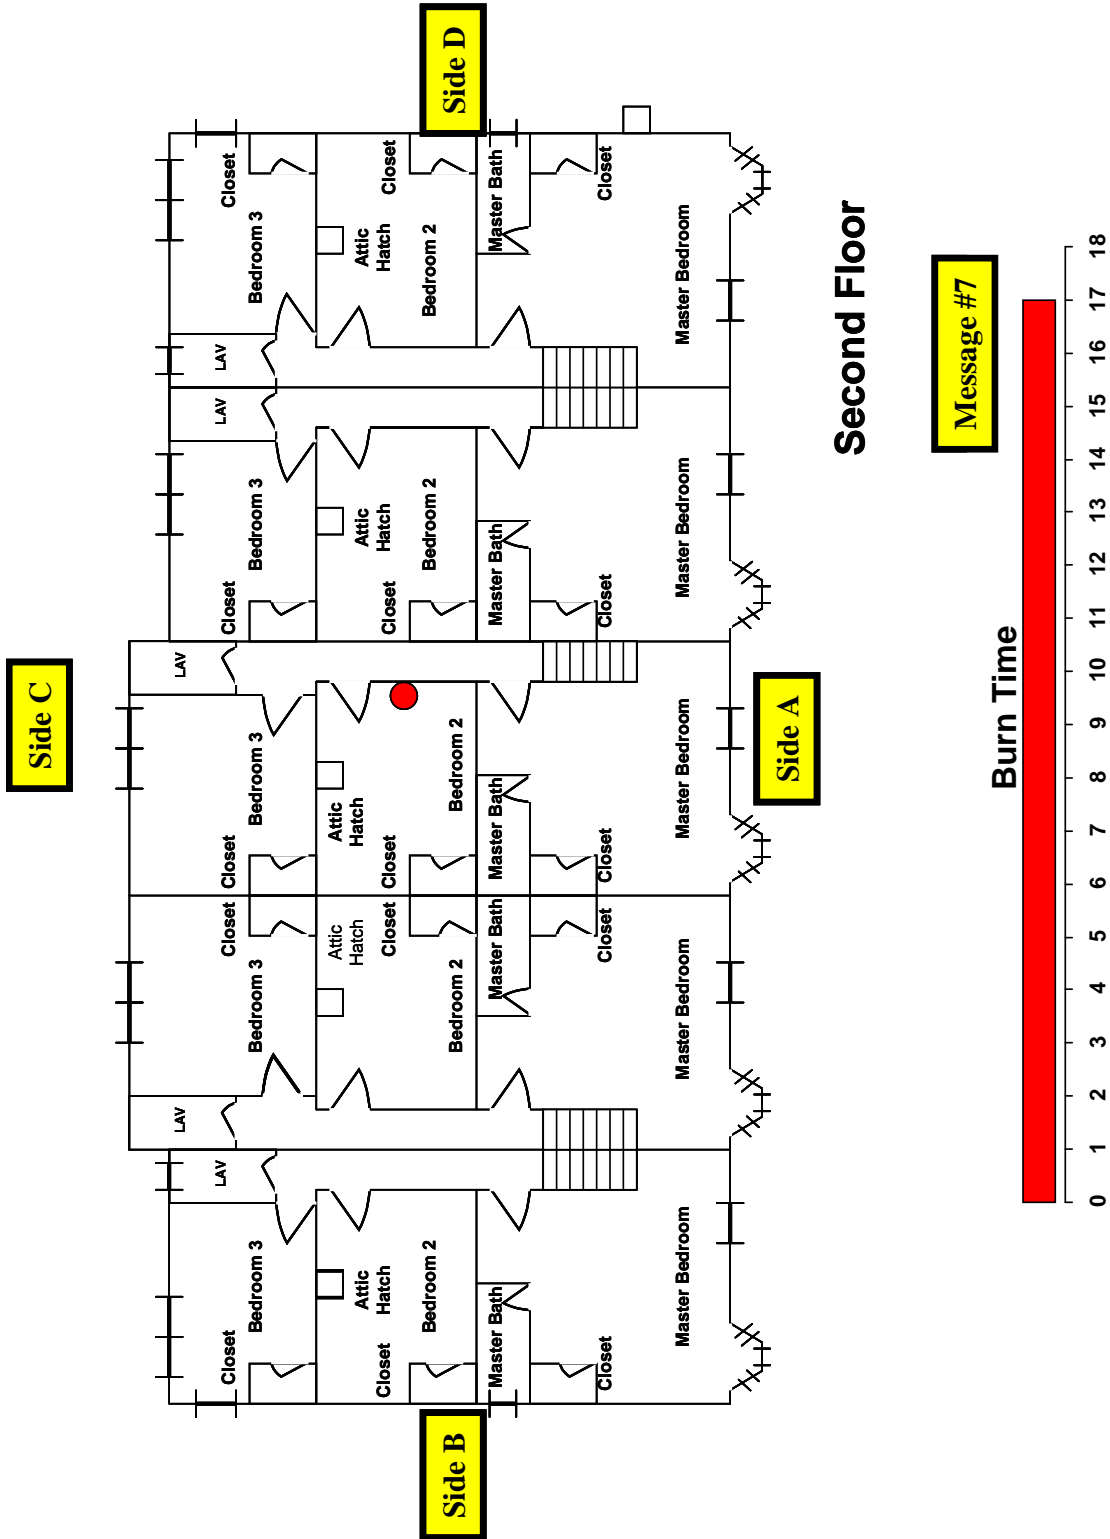 Side C
LAV
LAV
LAV
LAV
LAV
Closet
Closet
Closet
Closet
Closet
Bedroom 3
Bedroom 3
Bedroom 3
Bedroom 3
Bedroom 3
Attic
Hatch
Attic
Hatch
Attic
Hatch
Attic
Hatch
Attic
Hatch
Closet
Closet
Closet
Closet
Closet
Side B
Bedroom 2
Bedroom 2
Bedroom 2
Bedroom 2
Bedroom 2
Side D
Master Bath
Master Bath
Master Bath
Master Bath
Master Bath
Closet
Closet
Closet
Closet
Closet
Master Bedroom
Master Bedroom
Master Bedroom
Master Bedroom
Master Bedroom
Side A
Second Floor
Message #7
Burn Time
0 1 2 3 4 5 6 7 8 9 10 11 12 13 14 15 16 17 18